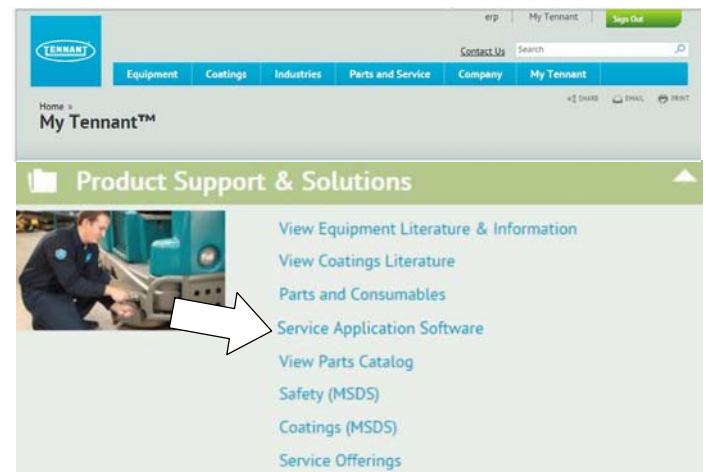 erp My Tennant Sign Out
TENNANT
Contact Us Search
Equipment Coatings Industries Parts and Service Company My Tennant
SHARE EMAIL PRINT
Home »
My Tennant™
Product Support & Solutions
View Equipment Literature & Information
View Coatings Literature
Parts and Consumables
Service Application Software
View Parts Catalog
Safety (MSDS)
Coatings (MSDS)
Service Offerings